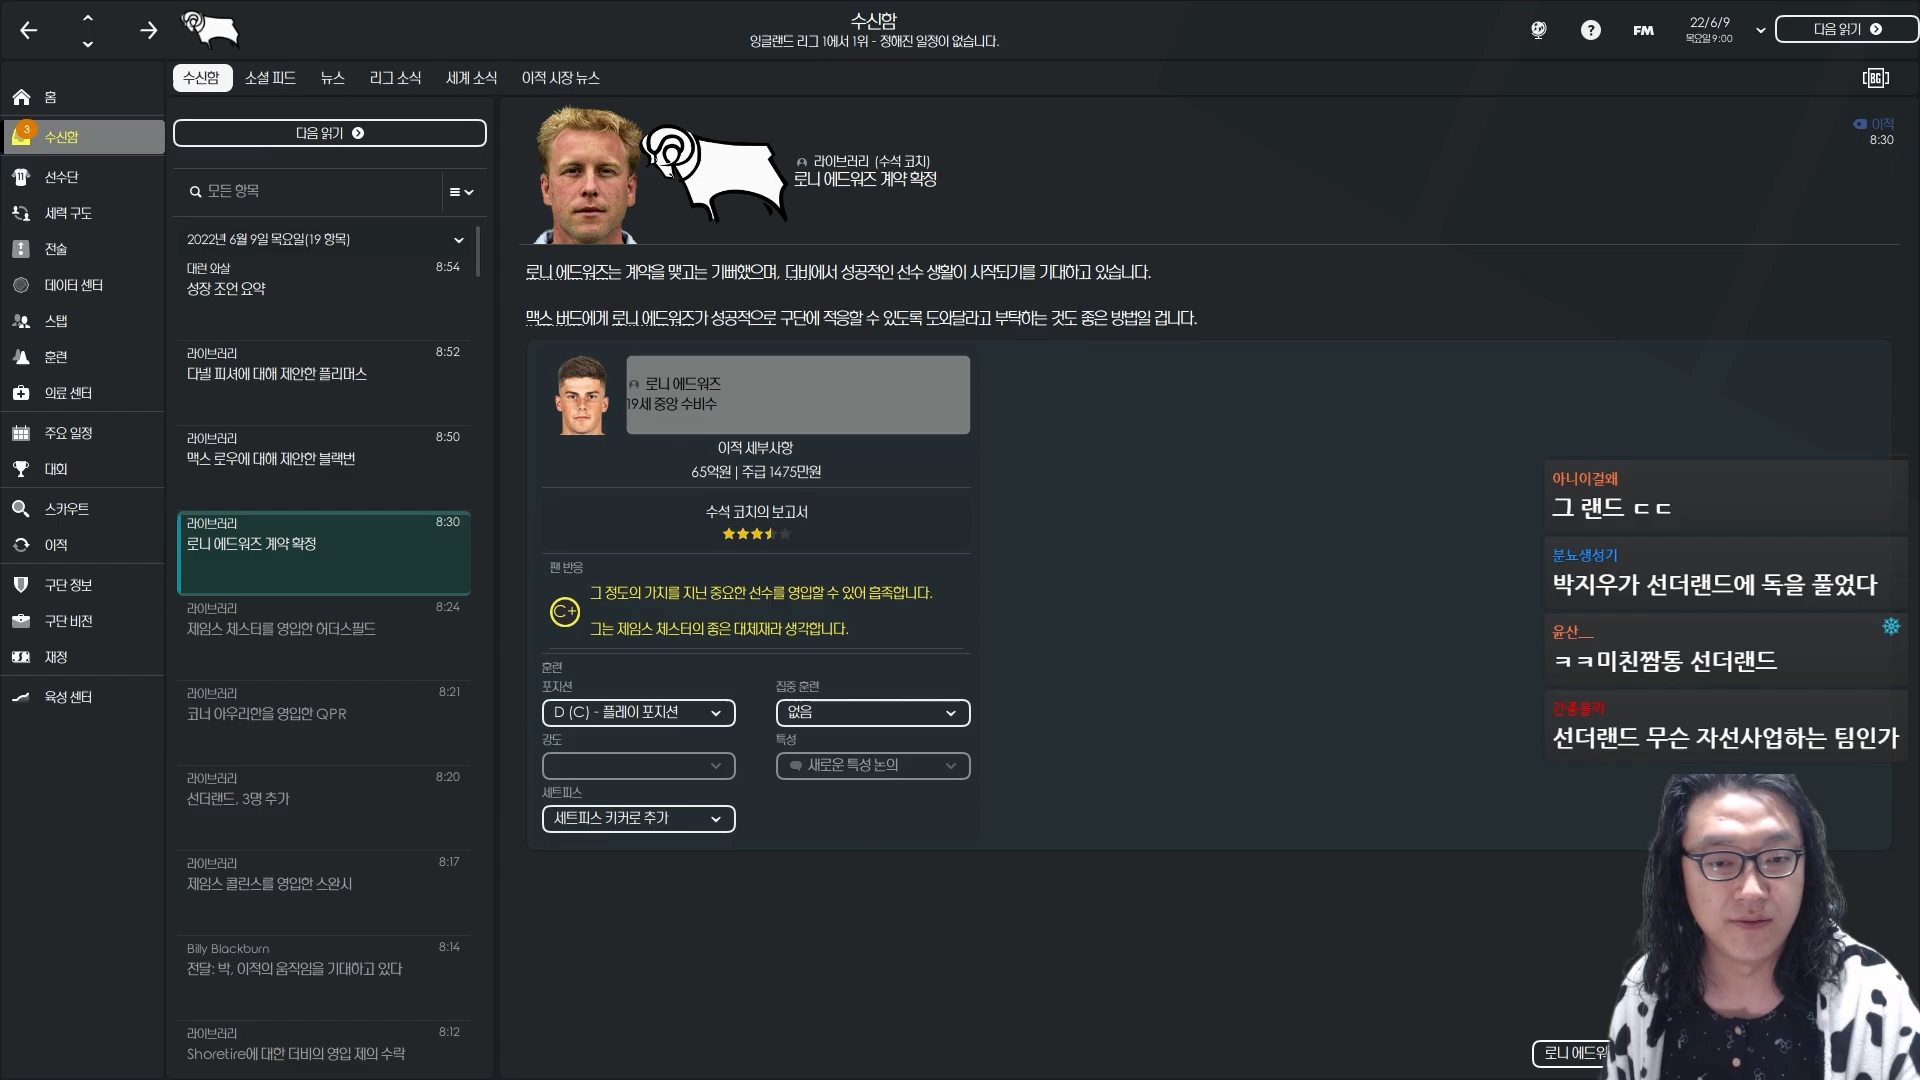 수신함
잉글랜드 리그 1에서 1위 - 정해진 일정이 없습니다.
FM
22/6/9
목요일 9:00
다음 읽기
홈
3
수신함
선수단
세력 구도
전술
데이터 센터
스탭
훈련
의료 센터
주요 일정
대회
스카우트
이적
구단 정보
구단 비전
재정
육성 센터
수신함 소셜 피드 뉴스 리그 소식 세계 소식 이적 시장 뉴스
BG
다음 읽기
모든 항목
2022년 6월 9일 목요일(19 항목)
대런 와살 8:54
성장 조언 요약
라이브러리 8:52
다넬 피셔에 대해 제안한 플리머스
라이브러리 8:50
맥스 로우에 대해 제안한 블랙번
라이브러리 8:30
로니 에드워즈 계약 확정
라이브러리 8:24
제임스 체스터를 영입한 허더스필드
라이브러리 8:21
코너 아우리한을 영입한 QPR
라이브러리 8:20
선더랜드, 3명 추가
라이브러리 8:17
제임스 콜린스를 영입한 스완시
Billy Blackburn 8:14
전달: 박, 이적의 움직임을 기대하고 있다
라이브러리 8:12
Shoretire에 대한 더비의 영입 제의 수락
라이브러리 (수석 코치)
로니 에드워즈 계약 확정
이적
8:30
로니 에드워즈는 계약을 맺고는 기뻐했으며, 더비에서 성공적인 선수 생활이 시작되기를 기대하고 있습니다.
맥스 버드에게 로니 에드워즈가 성공적으로 구단에 적응할 수 있도록 도와달라고 부탁하는 것도 좋은 방법일 겁니다.
로니 에드워즈
19세 중앙 수비수
이적 세부사항
65억원 | 주급 1475만원
수석 코치의 보고서
팬 반응
C+
그 정도의 가치를 지닌 중요한 선수를 영입할 수 있어 흡족합니다.
그는 제임스 체스터의 좋은 대체재라 생각합니다.
훈련
포지션 집중 훈련
D (C) - 플레이 포지션 없음
강도 특성
새로운 특성 논의
세트피스
세트피스 키커로 추가
로니 에드워
아니이걸왜
그 랜드 ㄷㄷ
분뇨생성기
박지우가 선더랜드에 독을 풀었다
윤산__
ㅋㅋ미친짬통 선더랜드
선더랜드 무슨 자선사업하는 팀인가